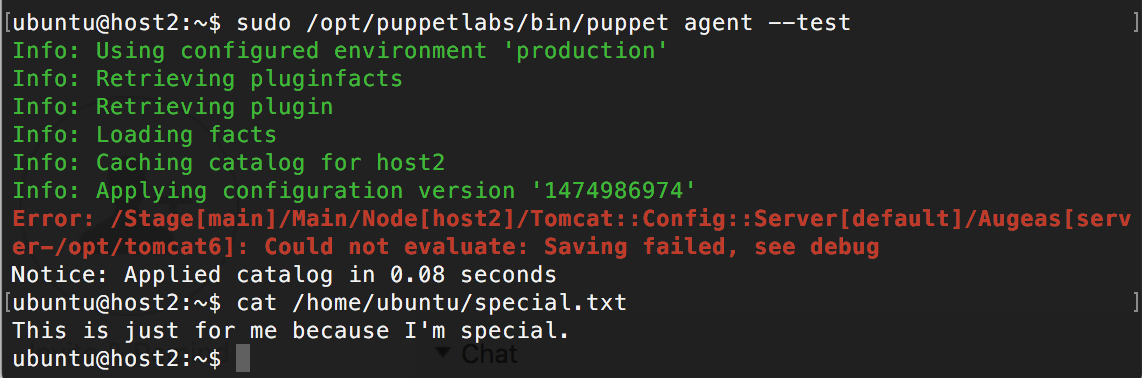 [ubuntu@host2:~$ sudo /opt/puppetlabs/bin/puppet agent --test ]
Info: Using configured environment 'production'
Info: Retrieving pluginfacts
Info: Retrieving plugin
Info: Loading facts
Info: Caching catalog for host2
Info: Applying configuration version '1474986974'
Error: /Stage[main]/Main/Node[host2]/Tomcat::Config::Server[default]/Augeas[serv
er-/opt/tomcat6]: Could not evaluate: Saving failed, see debug
Notice: Applied catalog in 0.08 seconds
[ubuntu@host2:~$ cat /home/ubuntu/special.txt ]
This is just for me because I'm special.
ubuntu@host2:~$
Chat